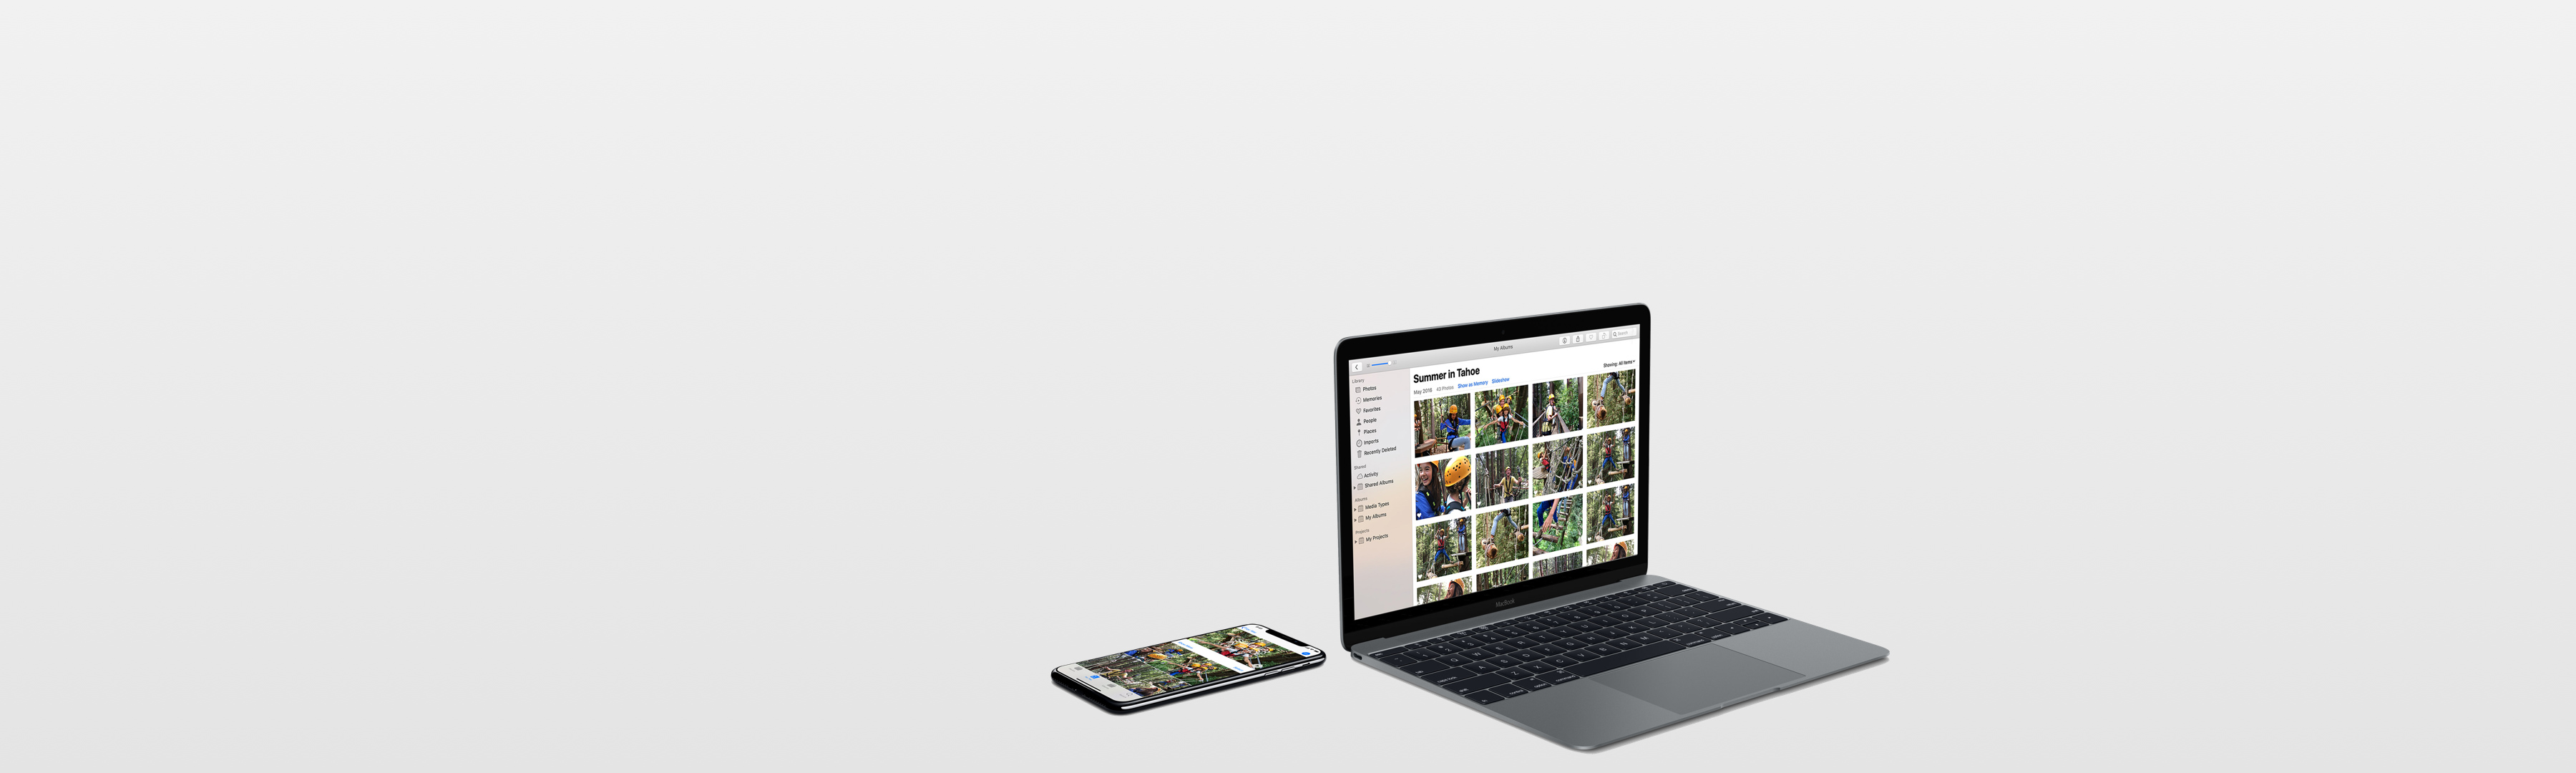 My Albums
Search
Library
Photos
Memories
Favorites
People
Places
Imports
Recently Deleted
Shared
Activity
Shared Albums
Albums
Media Types
My Albums
Projects
My Projects
Summer in Tahoe
May 2016 43 Photos Show as Memory Slideshow
Showing: All Items
MacBook